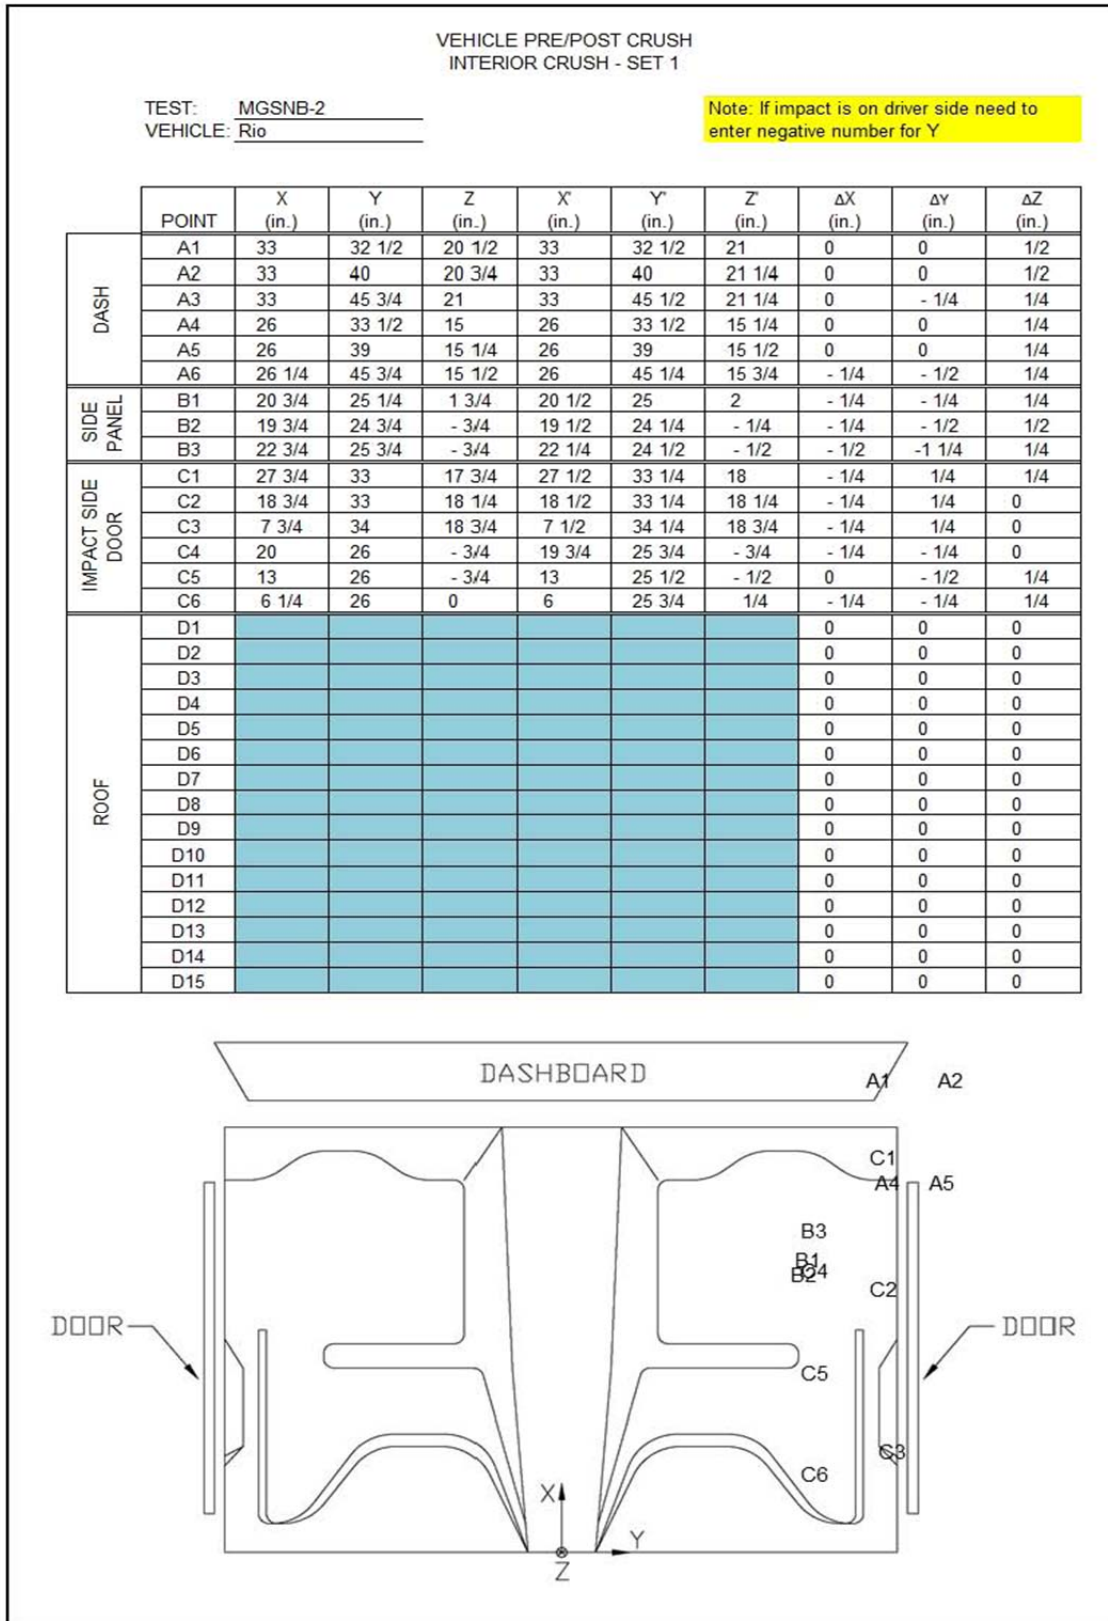 VEHICLE PRE/POST CRUSH
INTERIOR CRUSH - SET 1
TEST: MGSNB-2
VEHICLE: Rio
Note: If impact is on driver side need to
enter negative number for Y
POINT X (in.) Y (in.) Z (in.) X' (in.) Y' (in.) Z' (in.) ΔX (in.) ΔY (in.) ΔZ (in.)
DASH
A1 33 32 1/2 20 1/2 33 32 1/2 21 0 0 1/2
A2 33 40 20 3/4 33 40 21 1/4 0 0 1/2
A3 33 45 3/4 21 33 45 1/2 21 1/4 0 - 1/4 1/4
A4 26 33 1/2 15 26 33 1/2 15 1/4 0 0 1/4
A5 26 39 15 1/4 26 39 15 1/2 0 0 1/4
A6 26 1/4 45 3/4 15 1/2 26 45 1/4 15 3/4 - 1/4 - 1/2 1/4
SIDE PANEL
B1 20 3/4 25 1/4 1 3/4 20 1/2 25 2 - 1/4 - 1/4 1/4
B2 19 3/4 24 3/4 - 3/4 19 1/2 24 1/4 - 1/4 - 1/4 - 1/2 1/2
B3 22 3/4 25 3/4 - 3/4 22 1/4 24 1/2 - 1/2 - 1/2 -1 1/4 1/4
IMPACT SIDE DOOR
C1 27 3/4 33 17 3/4 27 1/2 33 1/4 18 - 1/4 1/4 1/4
C2 18 3/4 33 18 1/4 18 1/2 33 1/4 18 1/4 - 1/4 1/4 0
C3 7 3/4 34 18 3/4 7 1/2 34 1/4 18 3/4 - 1/4 1/4 0
C4 20 26 - 3/4 19 3/4 25 3/4 - 3/4 - 1/4 - 1/4 0
C5 13 26 - 3/4 13 25 1/2 - 1/2 0 - 1/2 1/4
C6 6 1/4 26 0 6 25 3/4 1/4 - 1/4 - 1/4 1/4
ROOF
D1 0 0 0
D2 0 0 0
D3 0 0 0
D4 0 0 0
D5 0 0 0
D6 0 0 0
D7 0 0 0
D8 0 0 0
D9 0 0 0
D10 0 0 0
D11 0 0 0
D12 0 0 0
D13 0 0 0
D14 0 0 0
D15 0 0 0
DASHBOARD
A1 A2
C1
A4 A5
B3
B1
B2 C4
C2
DOOR
DOOR
C5
C3
C6
X
Y
Z